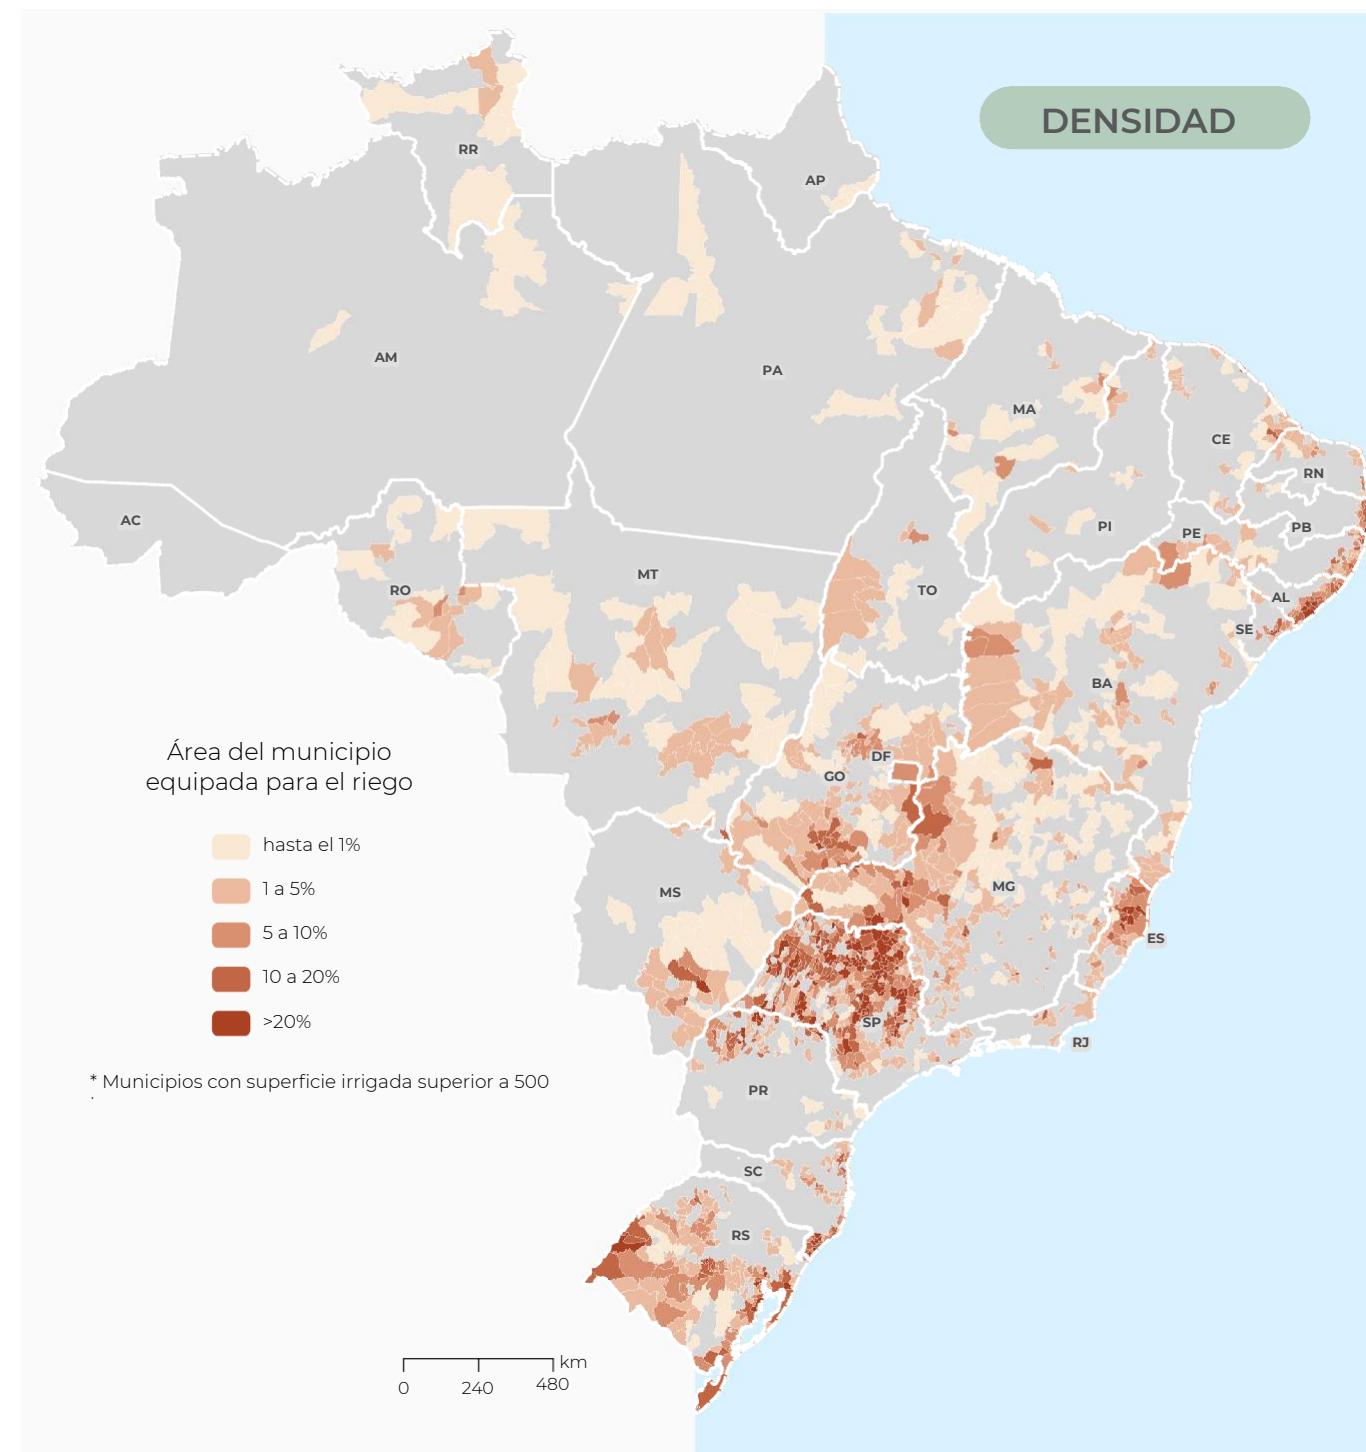 DENSIDAD
RR
AP
AM
PA
MA
CE
RN
AC
PI
PE
PB
MT
RO
TO
AL
SE
BA
Área del municipio
equipada para el riego
DF
GO
hasta el 1%
1 a 5%
MS
MG
5 a 10%
ES
10 a 20%
>20%
SP
RJ
* Municipios con superficie irrigada superior a 500
PR
SC
RS
km
0 240 480